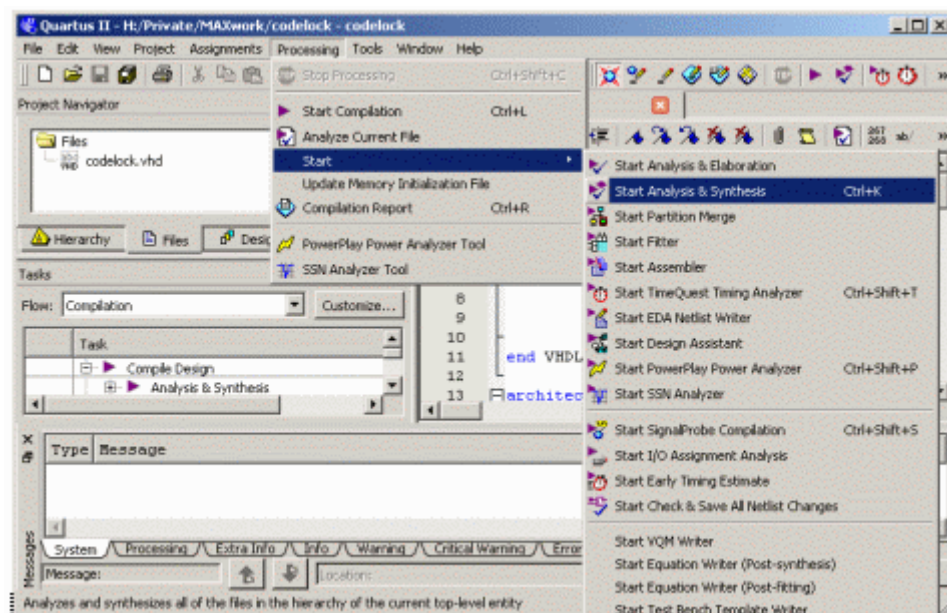 Quartus II - H:/Private/MAXwork/codelock - codelock
File Edit View Project Assignments Processing Tools Window Help
Stop Processing Ctrl+Shift+C
Start Compilation Ctrl+L
Analyze Current File
Start
Update Memory Initialization File
Compilation Report Ctrl+R
PowerPlay Power Analyzer Tool
SSN Analyzer Tool
Project Navigator
Files
codelock.vhd
Hierarchy Files Desig
267
268 ab/
Start Analysis & Elaboration
Start Analysis & Synthesis Ctrl+K
Start Partition Merge
Start Fitter
Start Assembler
Start TimeQuest Timing Analyzer Ctrl+Shift+T
Start EDA Netlist Writer
Start Design Assistant
Start PowerPlay Power Analyzer Ctrl+Shift+P
Start SSN Analyzer
Start SignalProbe Compilation Ctrl+Shift+S
Start I/O Assignment Analysis
Start Early Timing Estimate
Start Check & Save All Netlist Changes
Start VQM Writer
Start Equation Writer (Post-synthesis)
Start Equation Writer (Post-fitting)
Start Test Bench Template Writer
Tasks
Flow: Compilation Customize...
Task
Compile Design
Analysis & Synthesis
8
9
10
11 end VHDL
12
13 architec
Type Message
Messages
System Processing Extra Info Info Warning Critical Warning Error
Message: Location:
Analyzes and synthesizes all of the files in the hierarchy of the current top-level entity